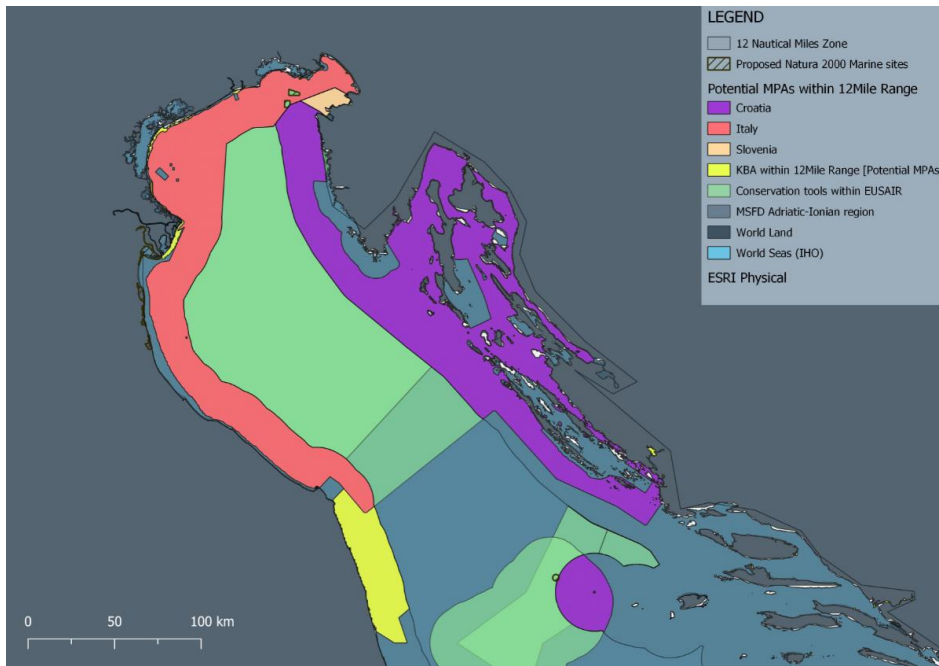 LEGEND
12 Nautical Miles Zone
Proposed Natura 2000 Marine sites
Potential MPAs within 12Mile Range
Croatia
Italy
Slovenia
KBA within 12Mile Range [Potential MPAs
Conservation tools within EUSAIR
MSFD Adriatic-Ionian region
World Land
World Seas (IHO)
ESRI Physical
0 50 100 km